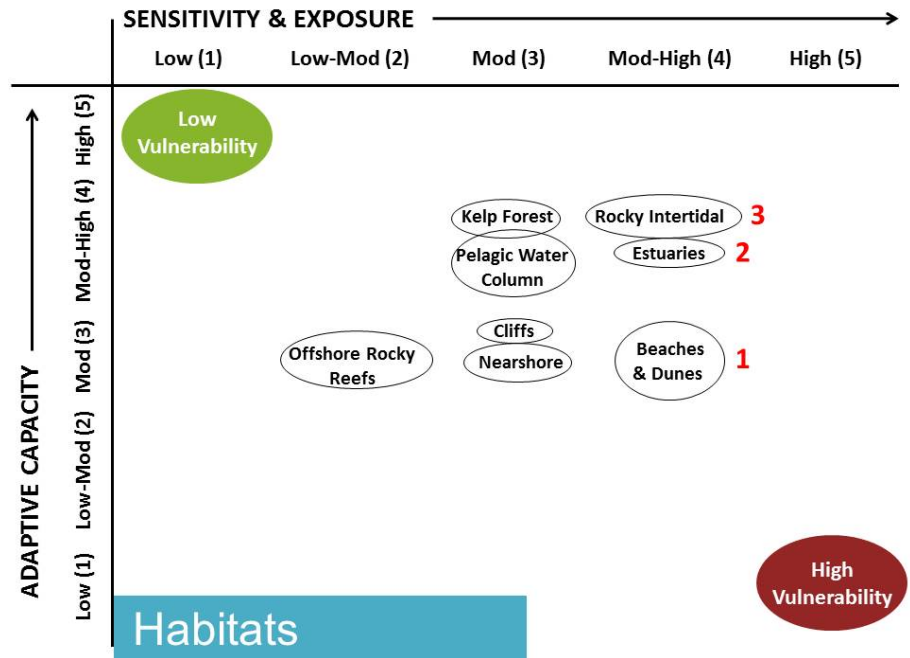 SENSITIVITY & EXPOSURE
Low (1)
Low-Mod (2)
Mod (3)
Mod-High (4)
High (5)
ADAPTIVE CAPACITY
High (5)
Mod-High (4)
Mod (3)
Low-Mod (2)
Low (1)
Low
Vulnerability
Kelp Forest
Rocky Intertidal
3
Pelagic Water
Column
Estuaries
2
Cliffs
Offshore Rocky
Reefs
Nearshore
Beaches
& Dunes
1
High
Vulnerability
Habitats